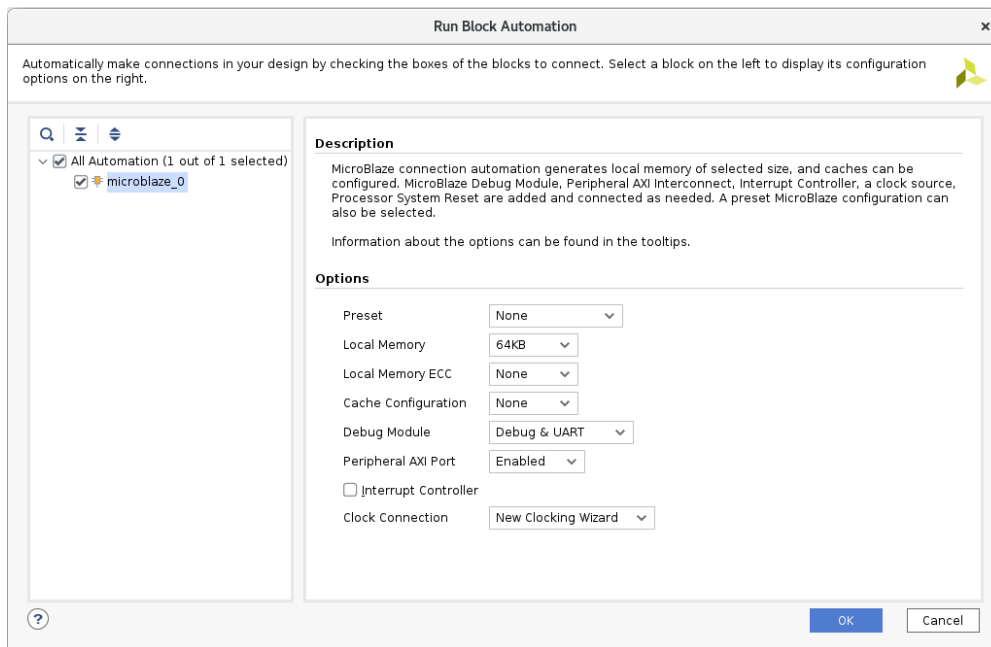 Run Block Automation
Automatically make connections in your design by checking the boxes of the blocks to connect. Select a block on the left to display its configuration
options on the right.
All Automation (1 out of 1 selected)
microblaze_0
Description
MicroBlaze connection automation generates local memory of selected size, and caches can be
configured. MicroBlaze Debug Module, Peripheral AXI Interconnect, Interrupt Controller, a clock source,
Processor System Reset are added and connected as needed. A preset MicroBlaze configuration can
also be selected.
Information about the options can be found in the tooltips.
Options
Preset None
Local Memory 64KB
Local Memory ECC None
Cache Configuration None
Debug Module Debug & UART
Peripheral AXI Port Enabled
Interrupt Controller
Clock Connection New Clocking Wizard
? OK Cancel